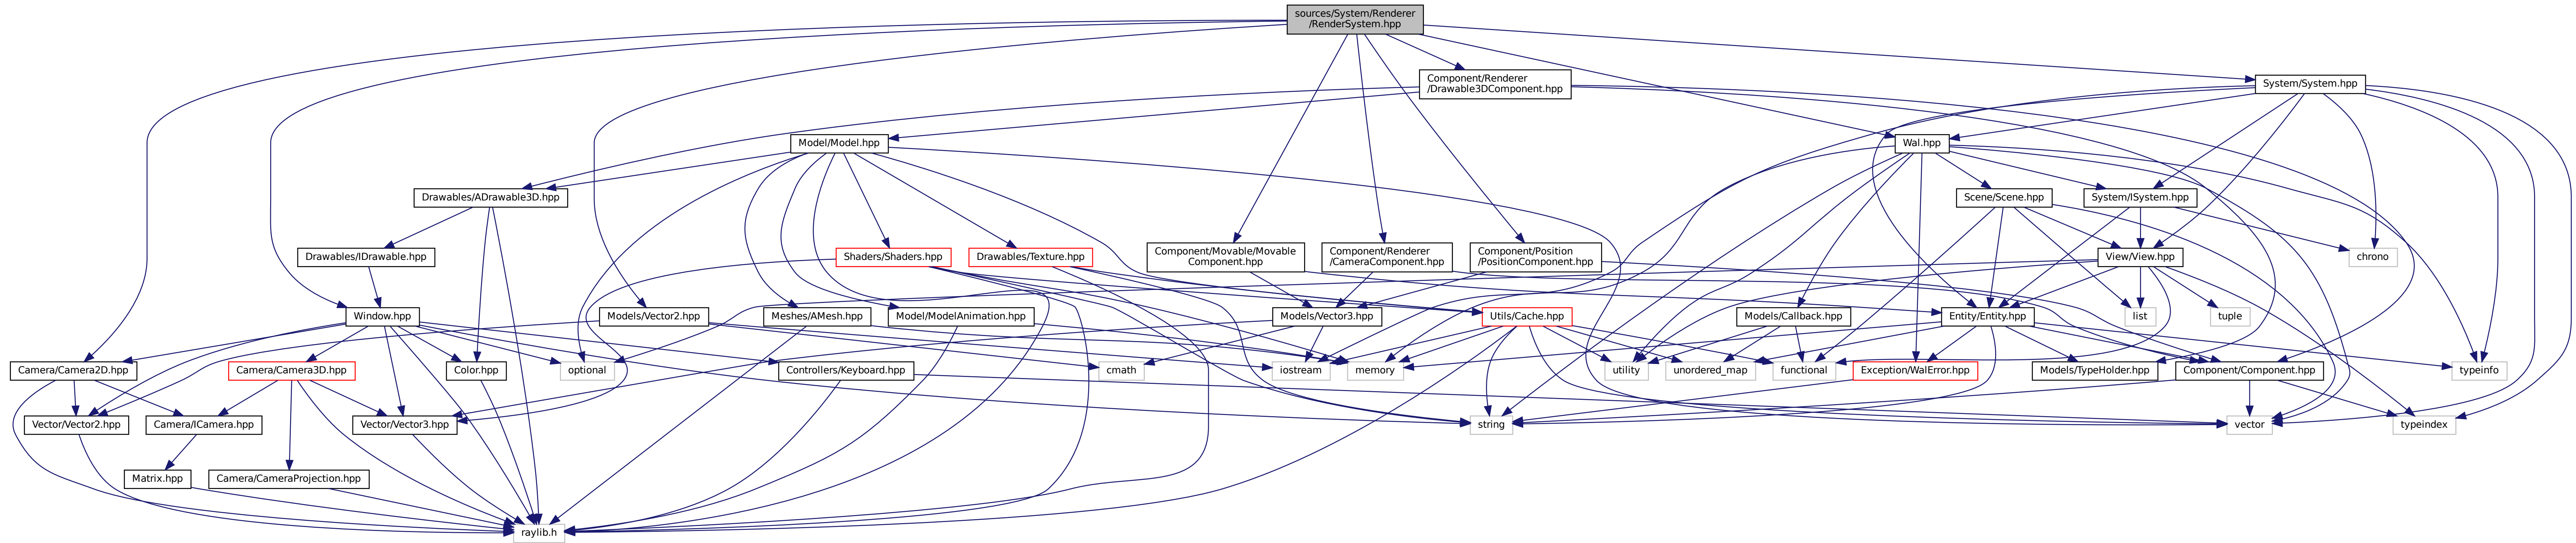 sources/System/Renderer
/RenderSystem.hpp
Component/Renderer
/Drawable3DComponent.hpp
System/System.hpp
Model/Model.hpp
Wal.hpp
Drawables/ADrawable3D.hpp
Scene/Scene.hpp
System/ISystem.hpp
Drawables/IDrawable.hpp
Shaders/Shaders.hpp
Drawables/Texture.hpp
Component/Movable/Movable
Component.hpp
Component/Renderer
/CameraComponent.hpp
Component/Position
/PositionComponent.hpp
View/View.hpp
chrono
Window.hpp
Models/Vector2.hpp
Meshes/AMesh.hpp
Model/ModelAnimation.hpp
Models/Vector3.hpp
Utils/Cache.hpp
Models/Callback.hpp
Entity/Entity.hpp
list
tuple
Camera/Camera2D.hpp
Camera/Camera3D.hpp
Color.hpp
optional
Controllers/Keyboard.hpp
cmath
iostream
memory
utility
unordered_map
functional
Exception/WalError.hpp
Models/TypeHolder.hpp
Component/Component.hpp
typeinfo
Vector/Vector2.hpp
Camera/ICamera.hpp
Vector/Vector3.hpp
string
vector
typeindex
Matrix.hpp
Camera/CameraProjection.hpp
raylib.h